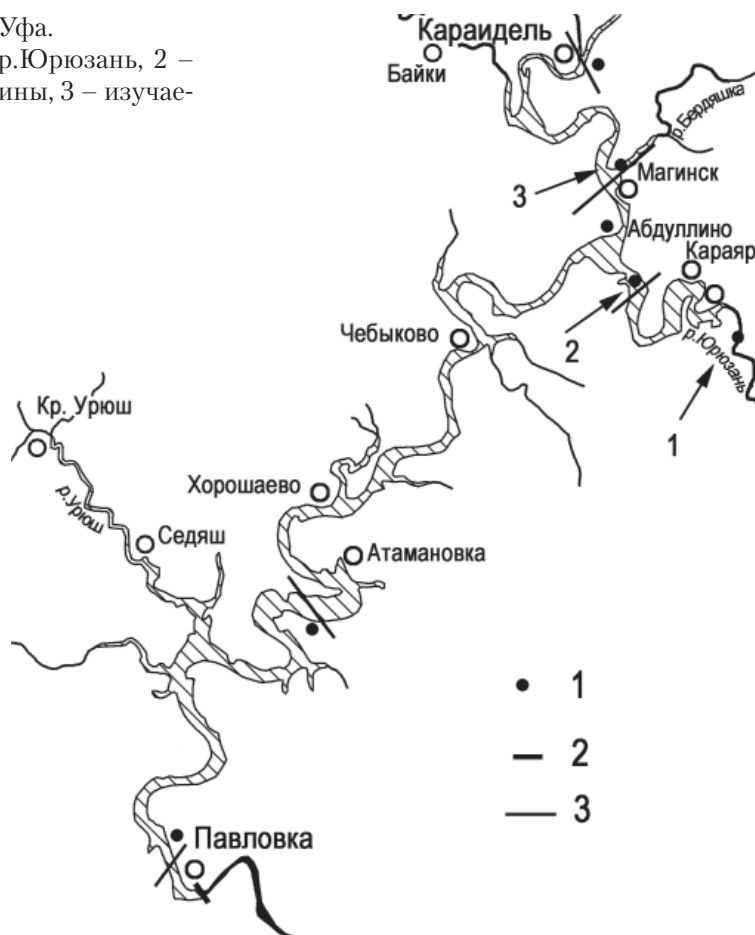 Уфа.
р.Юрюзань, 2 –
ины, 3 – изучае-
Караидель
Байки
р.Бердяшка
3
Магинск
Абдуллино
Караяр
2
р.Юрюзань
1
Чебыково
Кр. Урюш
р.Урюш
Хорошаево
Седяш
Атамановка
1
2
3
Павловка